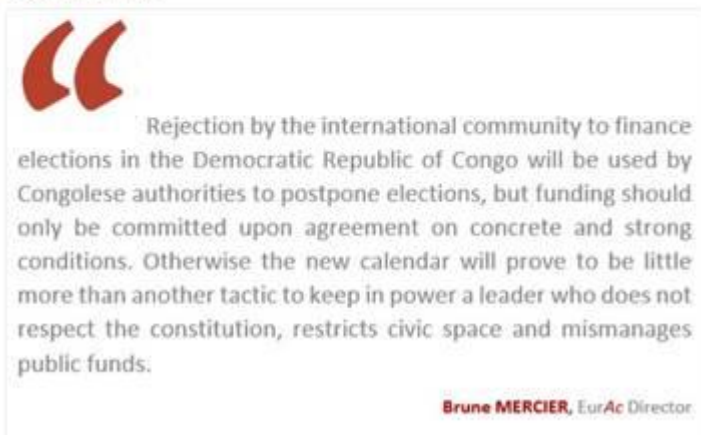 “
Rejection by the international community to finance
elections in the Democratic Republic of Congo will be used by
Congolese authorities to postpone elections, but funding should
only be committed upon agreement on concrete and strong
conditions. Otherwise the new calendar will prove to be little
more than another tactic to keep in power a leader who does not
respect the constitution, restricts civic space and mismanages
public funds.
Brune MERCIER, EurAc Director